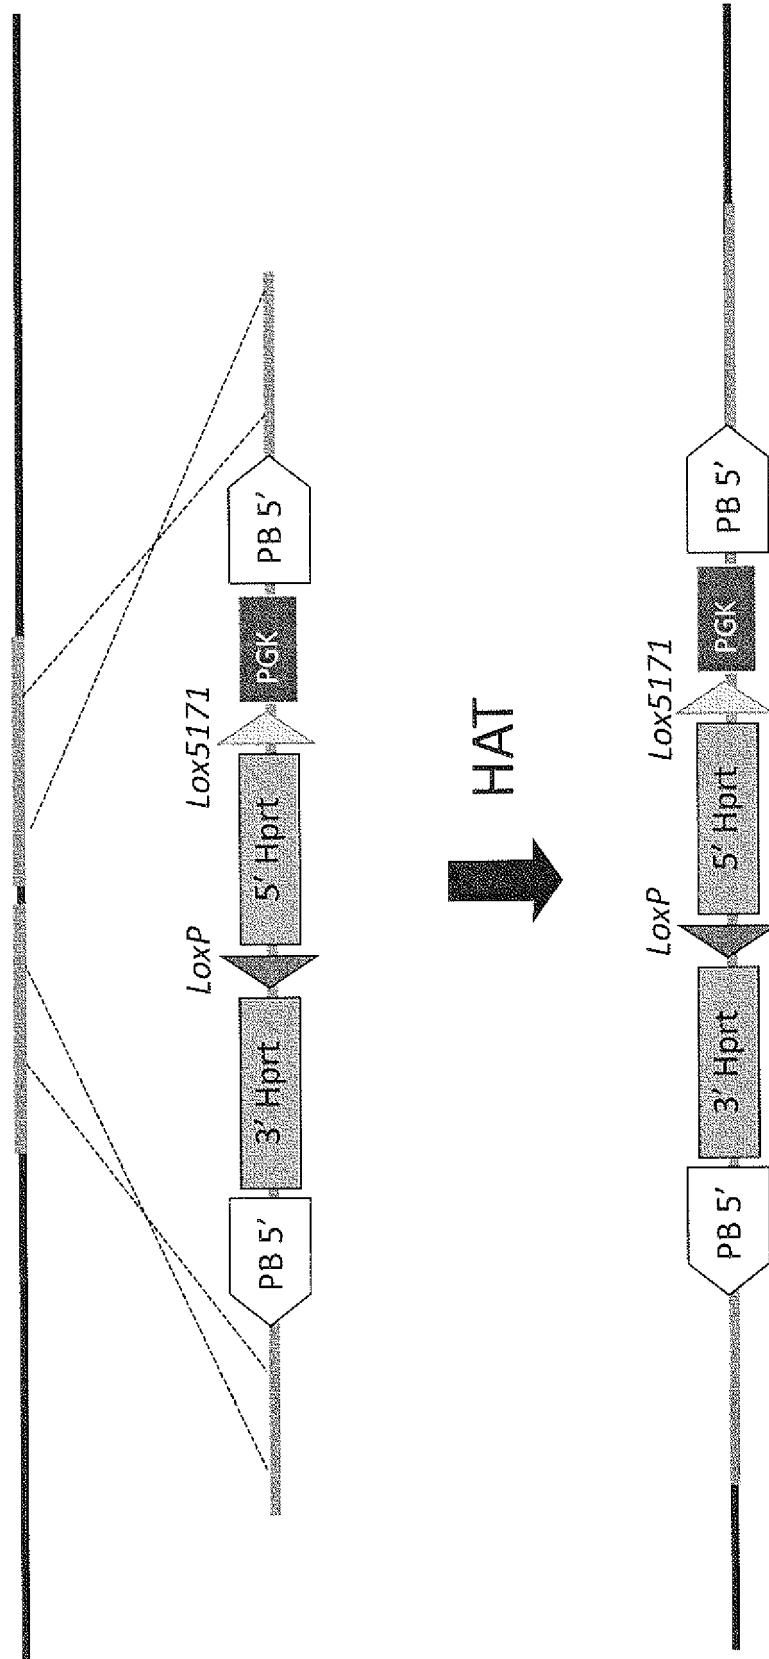 LoxP
Lox5171
PB 5'
3' Hprt
5' Hprt
PGK
PB 5'
HAT
LoxP
Lox5171
PB 5'
3' Hprt
5' Hprt
PGK
PB 5'